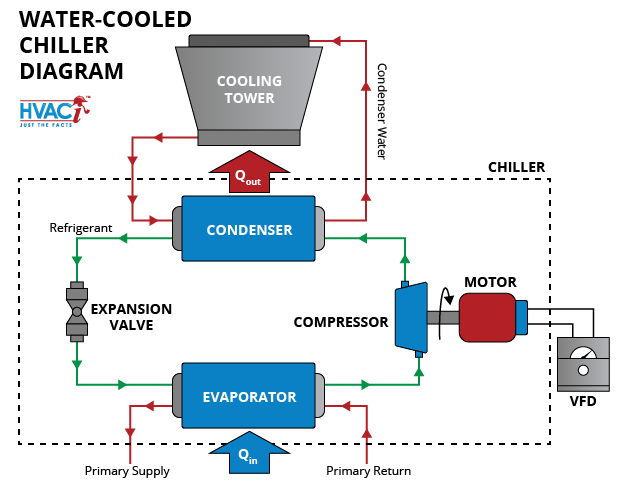 WATER-COOLED
CHILLER
DIAGRAM
HVACi™
JUST THE FACTS
COOLING
TOWER
Condenser Water
Qout
CHILLER
CONDENSER
Refrigerant
EXPANSION
VALVE
COMPRESSOR
MOTOR
VFD
EVAPORATOR
Qin
Primary Supply
Primary Return